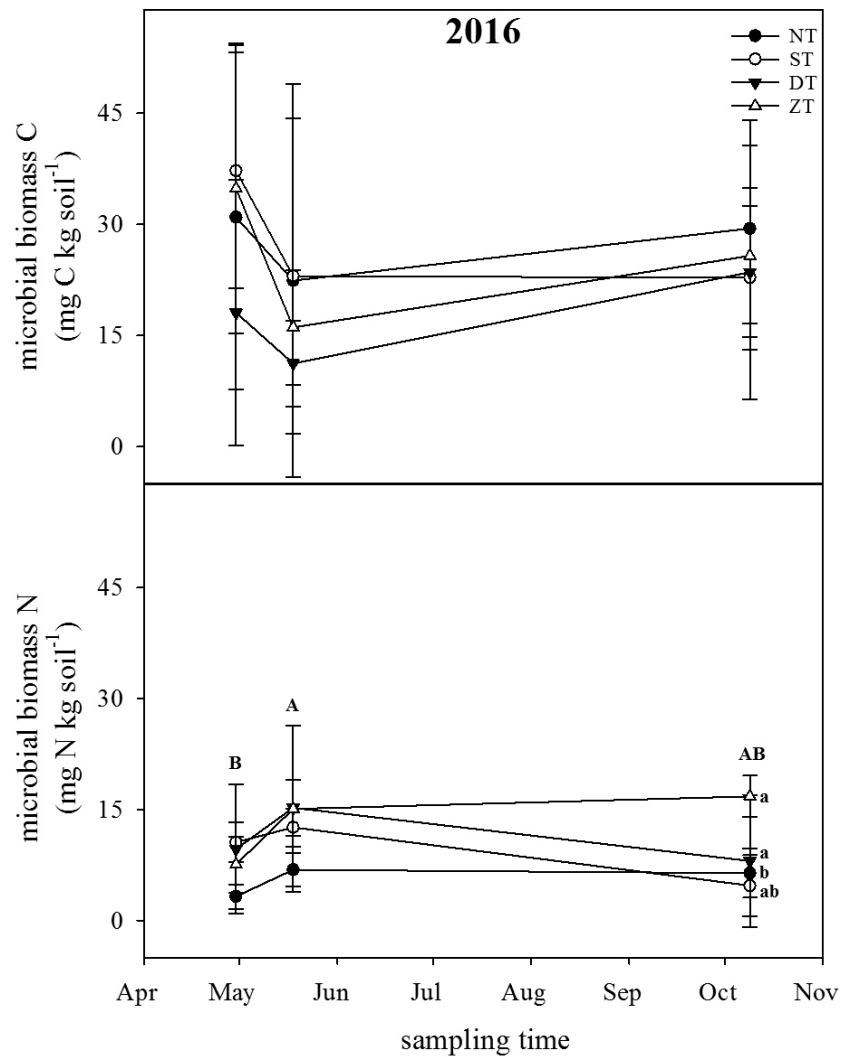 2016
NT
ST
DT
ZT
microbial biomass C
(mg C kg soil⁻¹)
45
30
15
0
microbial biomass N
(mg N kg soil⁻¹)
45
30
15
0
B
A
AB
a
a
b
ab
Apr May Jun Jul Aug Sep Oct Nov
sampling time